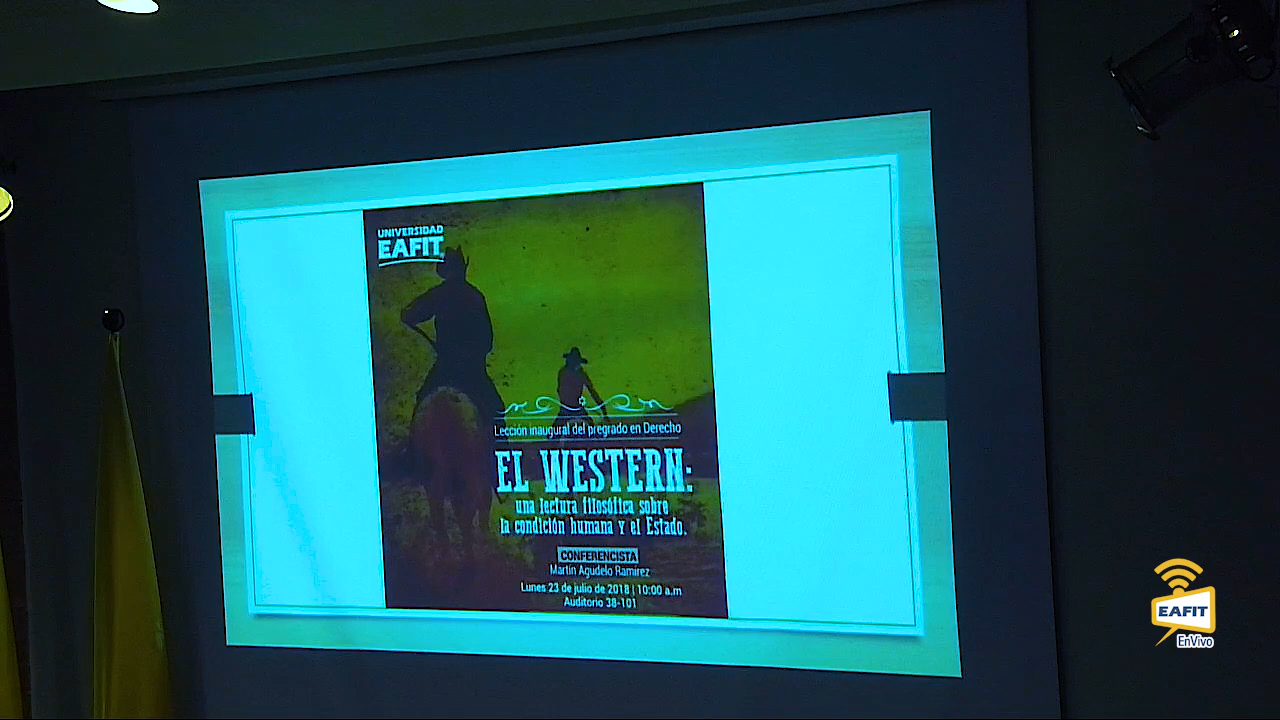 UNIVERSIDAD
EAFIT
Lección inaugural del pregrado en Derecho
EL WESTERN:
una lectura filosófica sobre
la condición humana y el Estado.
CONFERENCISTA
Martín Agudelo Ramírez
Lunes 23 de julio de 2018 | 10:00 a.m
Auditorio 38-101
EAFIT
EnVivo